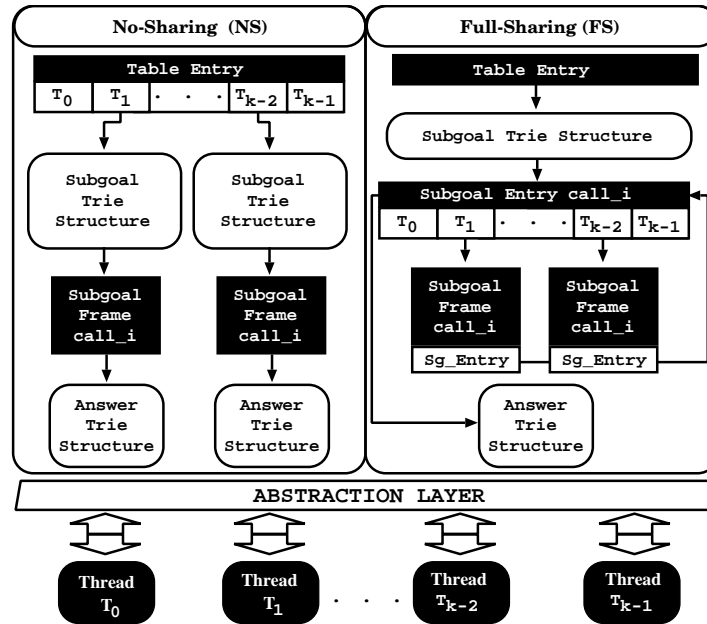 No-Sharing (NS)
Table Entry
T0 T1 . . . Tk-2 Tk-1
Subgoal
Trie
Structure
Subgoal
Trie
Structure
Subgoal
Frame
call_i
Subgoal
Frame
call_i
Answer
Trie
Structure
Answer
Trie
Structure
Full-Sharing (FS)
Table Entry
Subgoal Trie Structure
Subgoal Entry call_i
T0 T1 . . . Tk-2 Tk-1
Subgoal
Frame
call_i
Sg_Entry
Subgoal
Frame
call_i
Sg_Entry
Answer
Trie
Structure
ABSTRACTION LAYER
Thread
T0
Thread
T1
. . .
Thread
Tk-2
Thread
Tk-1